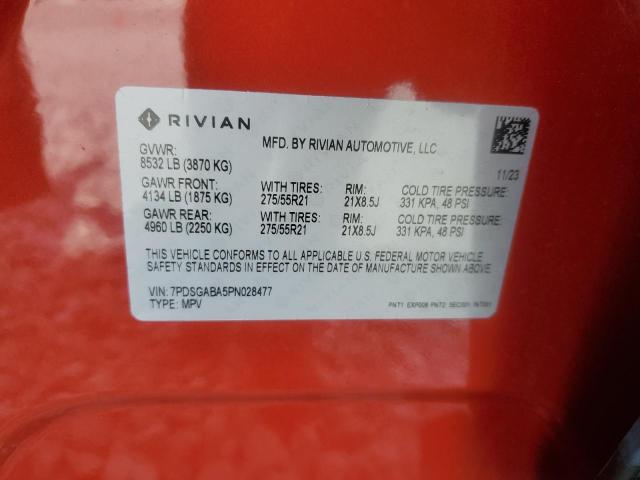 RIVIAN
MFD. BY RIVIAN AUTOMOTIVE, LLC
GVWR:
8532 LB (3870 KG)
11/23
GAWR FRONT: WITH TIRES: RIM: COLD TIRE PRESSURE:
4134 LB (1875 KG) 275/55R21 21X8.5J 331 KPA, 48 PSI
GAWR REAR: WITH TIRES: RIM: COLD TIRE PRESSURE:
4960 LB (2250 KG) 275/55R21 21X8.5J 331 KPA, 48 PSI
THIS VEHICLE CONFORMS TO ALL APPLICABLE U.S. FEDERAL MOTOR VEHICLE
SAFETY STANDARDS IN EFFECT ON THE DATE OF MANUFACTURE SHOWN ABOVE.
VIN: 7PDSGABA5PN028477
TYPE: MPV
PNT1: PNT2: